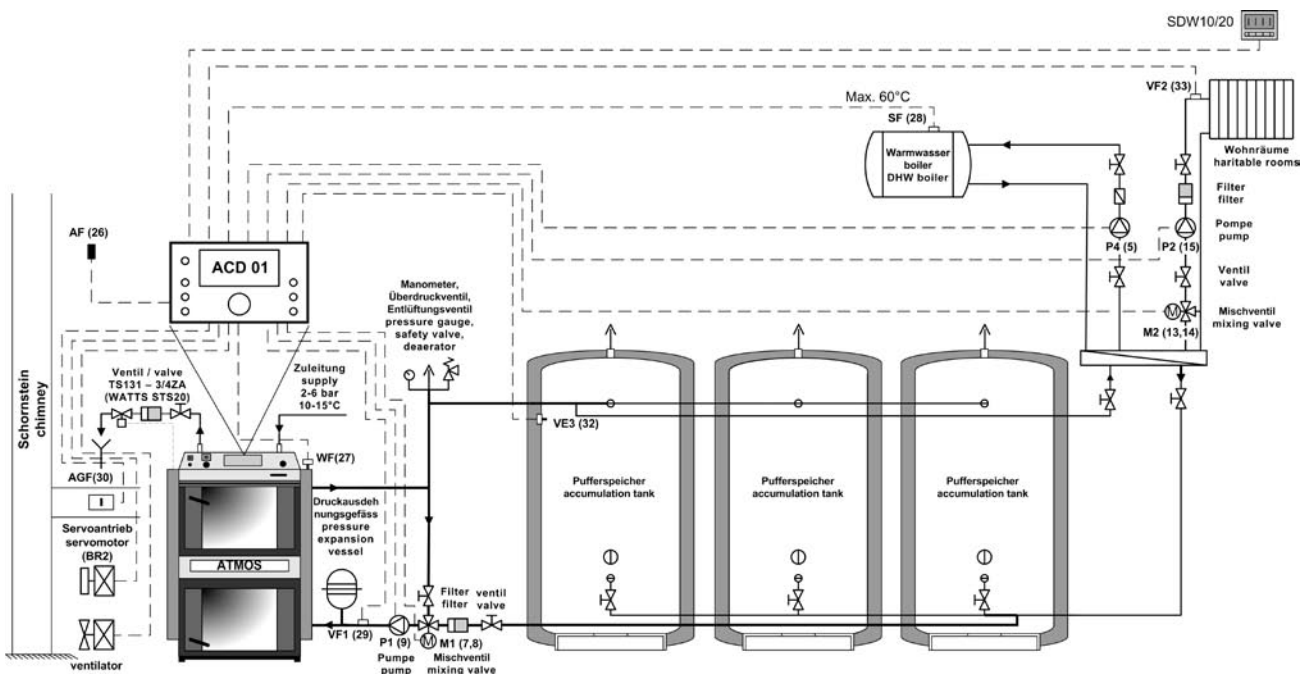 SDW10/20
VF2 (33)
Max. 60°C
SF (28)
Warmwasser
boiler
DHW boiler
Wohnräume
haritable rooms
Filter
filter
Pompe
pump
P4 (5)
P2 (15)
Ventil
valve
Mischventil
mixing valve
M
M2 (13,14)
AF (26)
ACD 01
Manometer,
Überdruckventil,
Entlüftungsventil
pressure gauge,
safety valve,
deaerator
Schornstein
chimney
Ventil / valve
TS131 – 3/4ZA
(WATTS STS20)
Zuleitung
supply
2-6 bar
10-15°C
AGF(30)
WF(27)
VE3 (32)
Druckausdeh
nungsgefäss
pressure
expansion
vessel
Pufferspeicher
accumulation tank
Pufferspeicher
accumulation tank
Pufferspeicher
accumulation tank
Servoantrieb
servomotor
(BR2)
ATMOS
ventilator
VF1 (29)
P1 (9)
Pumpe
pump
Filter
filter
ventil
valve
M
M1 (7,8)
Mischventil
mixing valve